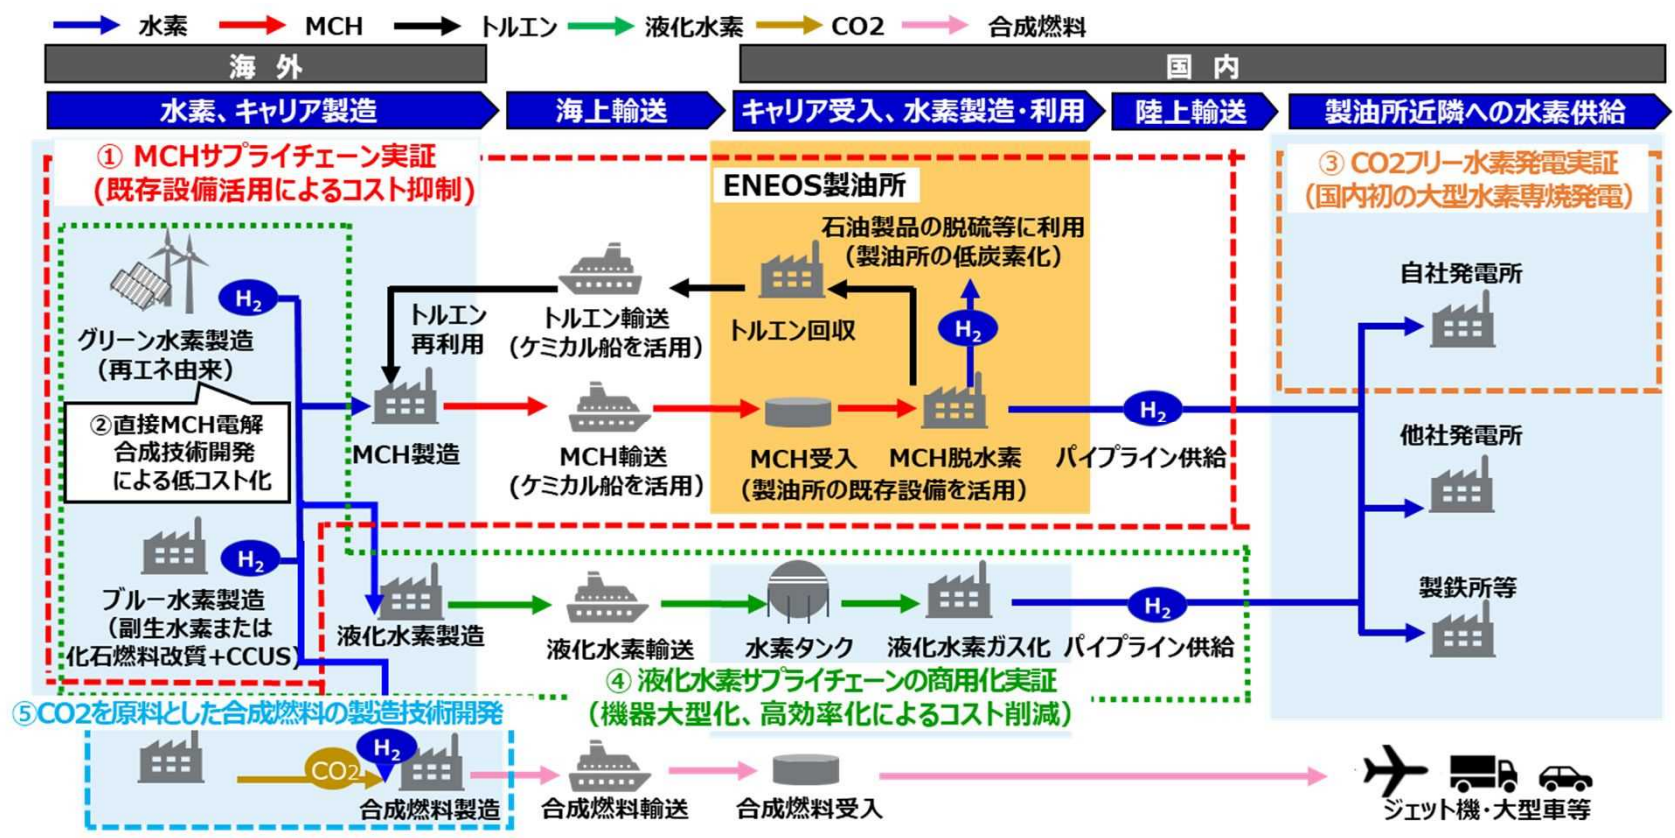 水素
MCH
トルエン
液化水素
CO2
合成燃料
海 外
国 内
水素、キャリア製造
海上輸送
キャリア受入、水素製造・利用
陸上輸送
製油所近隣への水素供給
① MCHサプライチェーン実証
(既存設備活用によるコスト抑制)
ENEOS製油所
③ CO2フリー水素発電実証
(国内初の大型水素専焼発電)
石油製品の脱硫等に利用
(製油所の低炭素化)
H2
グリーン水素製造
(再エネ由来)
トルエン
再利用
トルエン輸送
(ケミカル船を活用)
トルエン回収
H2
自社発電所
②直接MCH電解
合成技術開発
による低コスト化
MCH製造
MCH輸送
(ケミカル船を活用)
MCH受入
MCH脱水素
(製油所の既存設備を活用)
H2
パイプライン供給
他社発電所
H2
ブルー水素製造
(副生水素または
化石燃料改質+CCUS)
液化水素製造
液化水素輸送
水素タンク
液化水素ガス化
H2
パイプライン供給
製鉄所等
④ 液化水素サプライチェーンの商用化実証
(機器大型化、高効率化によるコスト削減)
⑤CO2を原料とした合成燃料の製造技術開発
H2
CO2
合成燃料製造
合成燃料輸送
合成燃料受入
ジェット機・大型車等